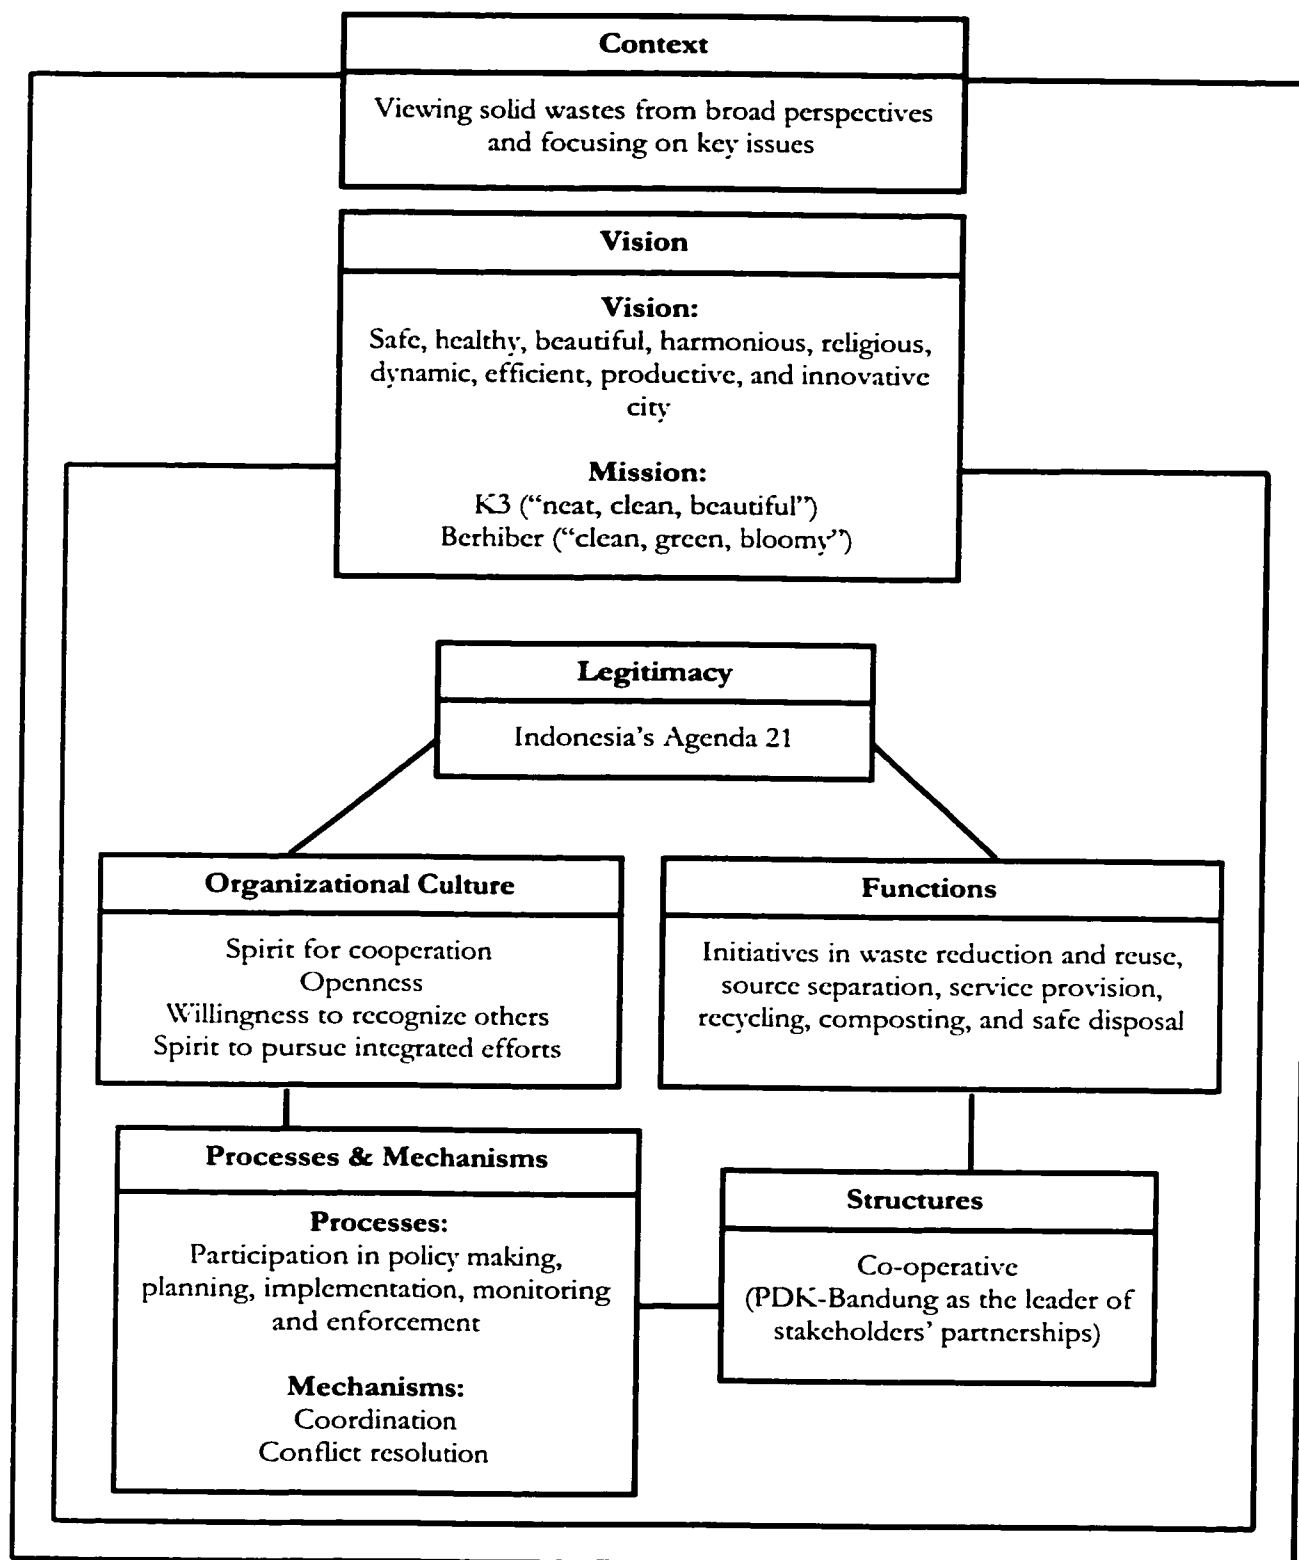 Context
Viewing solid wastes from broad perspectives
and focusing on key issues
Vision
Vision:
Safe, healthy, beautiful, harmonious, religious,
dynamic, efficient, productive, and innovative
city
Mission:
K3 (“neat, clean, beautiful”)
Berhiber (“clean, green, bloomy”)
Legitimacy
Indonesia’s Agenda 21
Organizational Culture
Spirit for cooperation
Openness
Willingness to recognize others
Spirit to pursue integrated efforts
Functions
Initiatives in waste reduction and reuse,
source separation, service provision,
recycling, composting, and safe disposal
Processes & Mechanisms
Processes:
Participation in policy making,
planning, implementation, monitoring
and enforcement
Mechanisms:
Coordination
Conflict resolution
Structures
Co-operative
(PDK-Bandung as the leader of
stakeholders’ partnerships)